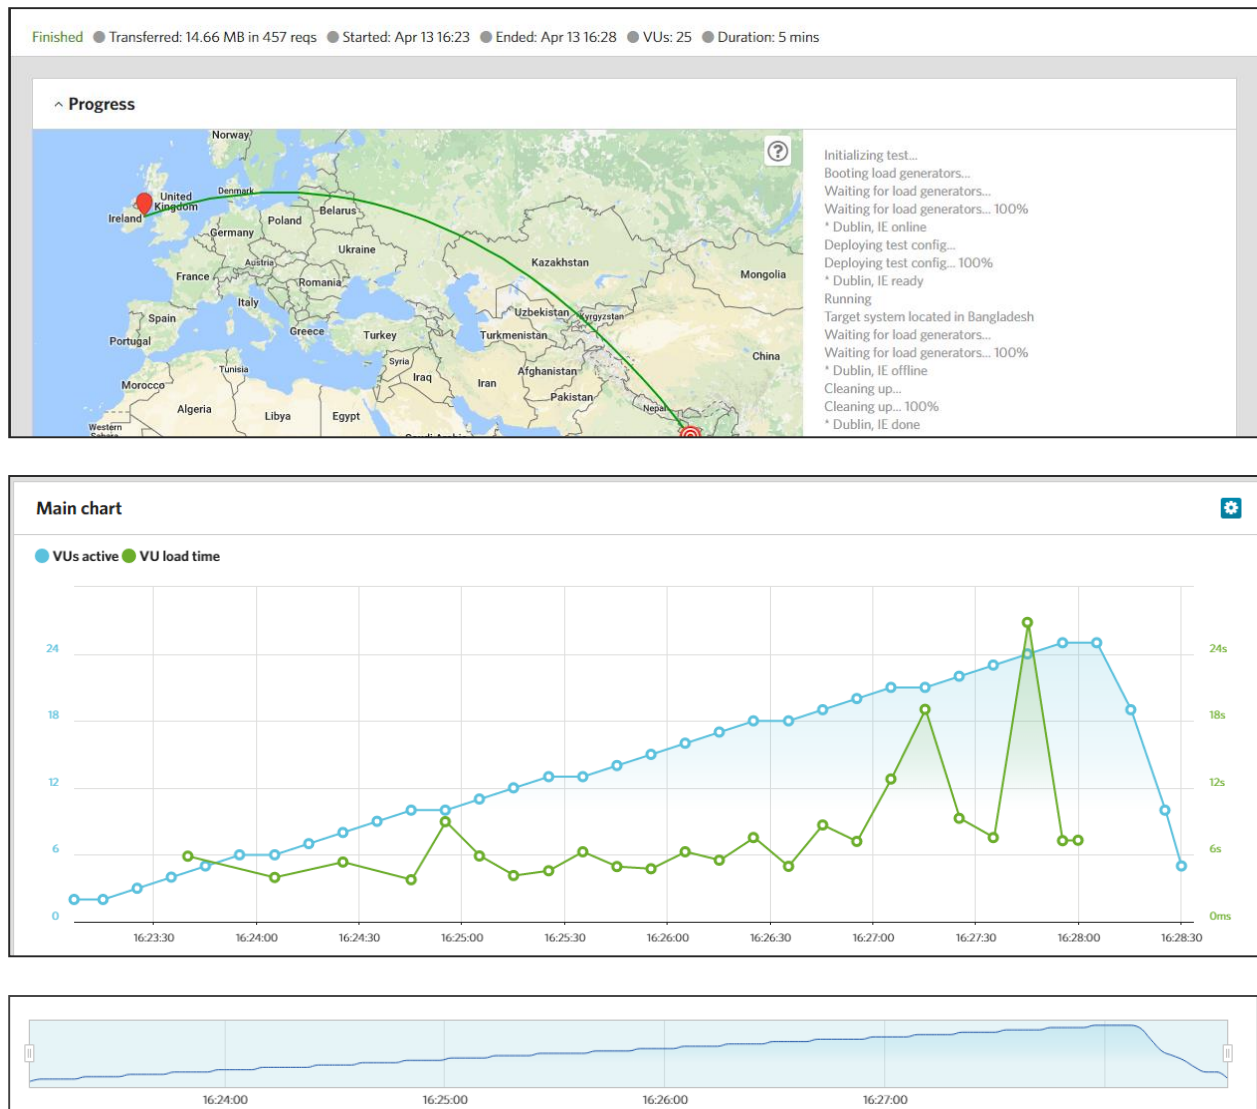 Finished Transferred: 14.66 MB in 457 reqs Started: Apr 13 16:23 Ended: Apr 13 16:28 VUs: 25 Duration: 5 mins
Progress
Norway
United
Kingdom
Ireland
Denmark
Belarus
Poland
Germany
Ukraine
Austria
France
Romania
Kazakhstan
Mongolia
Italy
Spain
Portugal
Greece
Turkey
Uzbekistan
Kyrgyzstan
Turkmenistan
Syria
China
Tunisia
Iraq
Iran
Afghanistan
Morocco
Pakistan
Algeria
Libya
Egypt
Nepal
Western
?
Initializing test...
Booting load generators...
Waiting for load generators...
Waiting for load generators... 100%
* Dublin, IE online
Deploying test config...
Deploying test config... 100%
* Dublin, IE ready
Running
Target system located in Bangladesh
Waiting for load generators...
Waiting for load generators... 100%
* Dublin, IE offline
Cleaning up...
Cleaning up... 100%
* Dublin, IE done
Main chart
VUs active VU load time
24 24s
18 18s
12 12s
6 6s
0 0ms
16:23:30 16:24:00 16:24:30 16:25:00 16:25:30 16:26:00 16:26:30 16:27:00 16:27:30 16:28:00 16:28:30
16:24:00 16:25:00 16:26:00 16:27:00